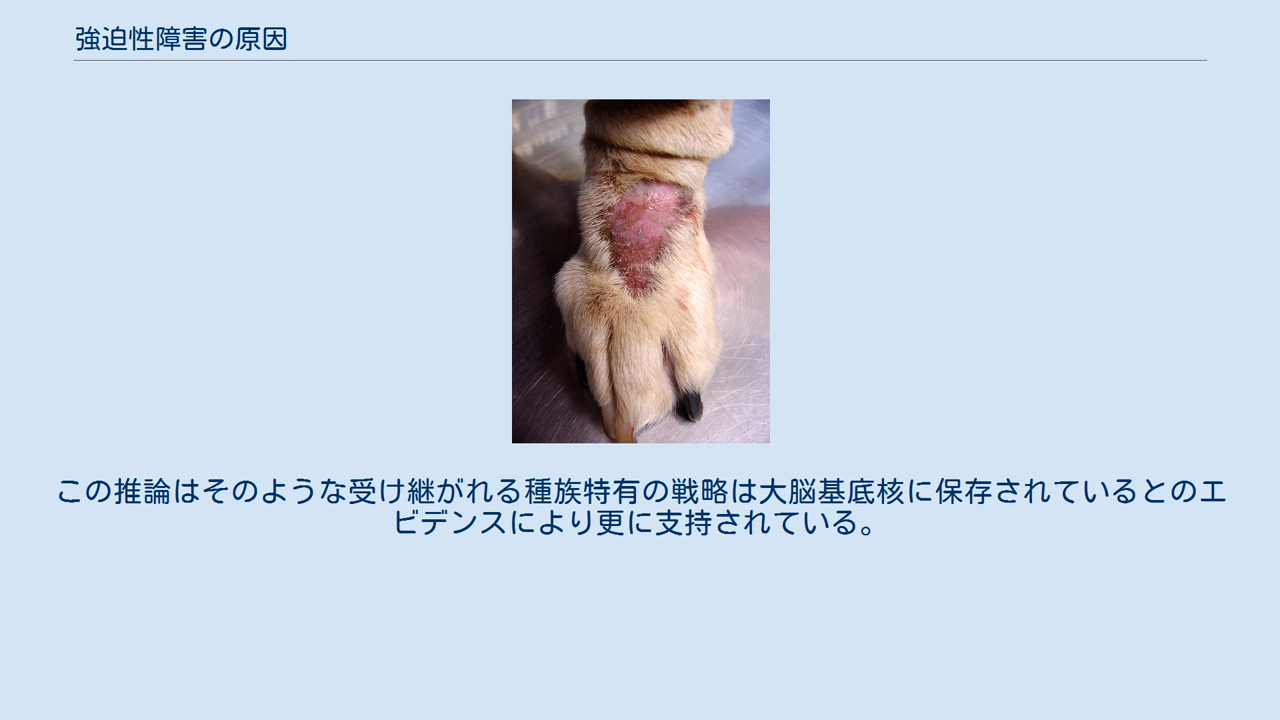 強迫性障害の原因
この推論はそのような受け継がれる種族特有の戦略は大脳基底核に保存されているとのエ
ビデンスにより更に支持されている。